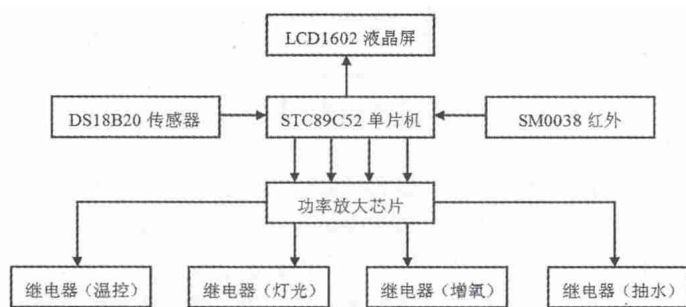 LCD1602 液晶屏
DS18B20 传感器
STC89C52 单片机
SM0038 红外
功率放大芯片
继电器（温控）
继电器（灯光）
继电器（增氧）
继电器（抽水）